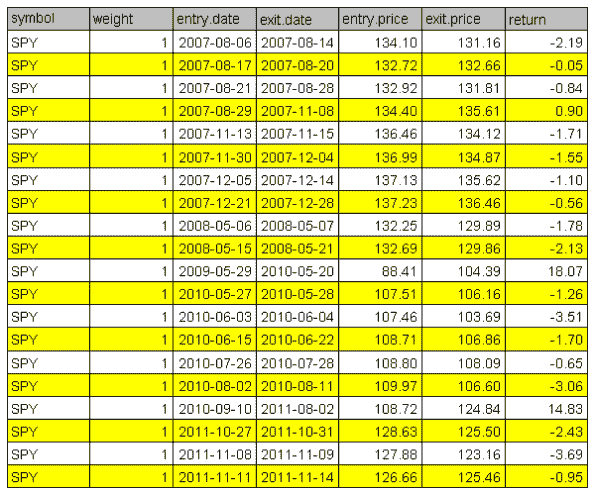 symbol weight entry.date exit.date entry.price exit.price return
SPY 1 2007-08-06 2007-08-14 134.10 131.16 -2.19
SPY 1 2007-08-17 2007-08-20 132.72 132.66 -0.05
SPY 1 2007-08-21 2007-08-28 132.92 131.81 -0.84
SPY 1 2007-08-29 2007-11-08 134.40 135.61 0.90
SPY 1 2007-11-13 2007-11-15 136.46 134.12 -1.71
SPY 1 2007-11-30 2007-12-04 136.99 134.87 -1.55
SPY 1 2007-12-05 2007-12-14 137.13 135.62 -1.10
SPY 1 2007-12-21 2007-12-28 137.23 136.46 -0.56
SPY 1 2008-05-06 2008-05-07 132.25 129.89 -1.78
SPY 1 2008-05-15 2008-05-21 132.69 129.86 -2.13
SPY 1 2009-05-29 2010-05-20 88.41 104.39 18.07
SPY 1 2010-05-27 2010-05-28 107.51 106.16 -1.26
SPY 1 2010-06-03 2010-06-04 107.46 103.69 -3.51
SPY 1 2010-06-15 2010-06-22 108.71 106.86 -1.70
SPY 1 2010-07-26 2010-07-28 108.80 108.09 -0.65
SPY 1 2010-08-02 2010-08-11 109.97 106.60 -3.06
SPY 1 2010-09-10 2011-08-02 108.72 124.84 14.83
SPY 1 2011-10-27 2011-10-31 128.63 125.50 -2.43
SPY 1 2011-11-08 2011-11-09 127.88 123.16 -3.69
SPY 1 2011-11-11 2011-11-14 126.66 125.46 -0.95